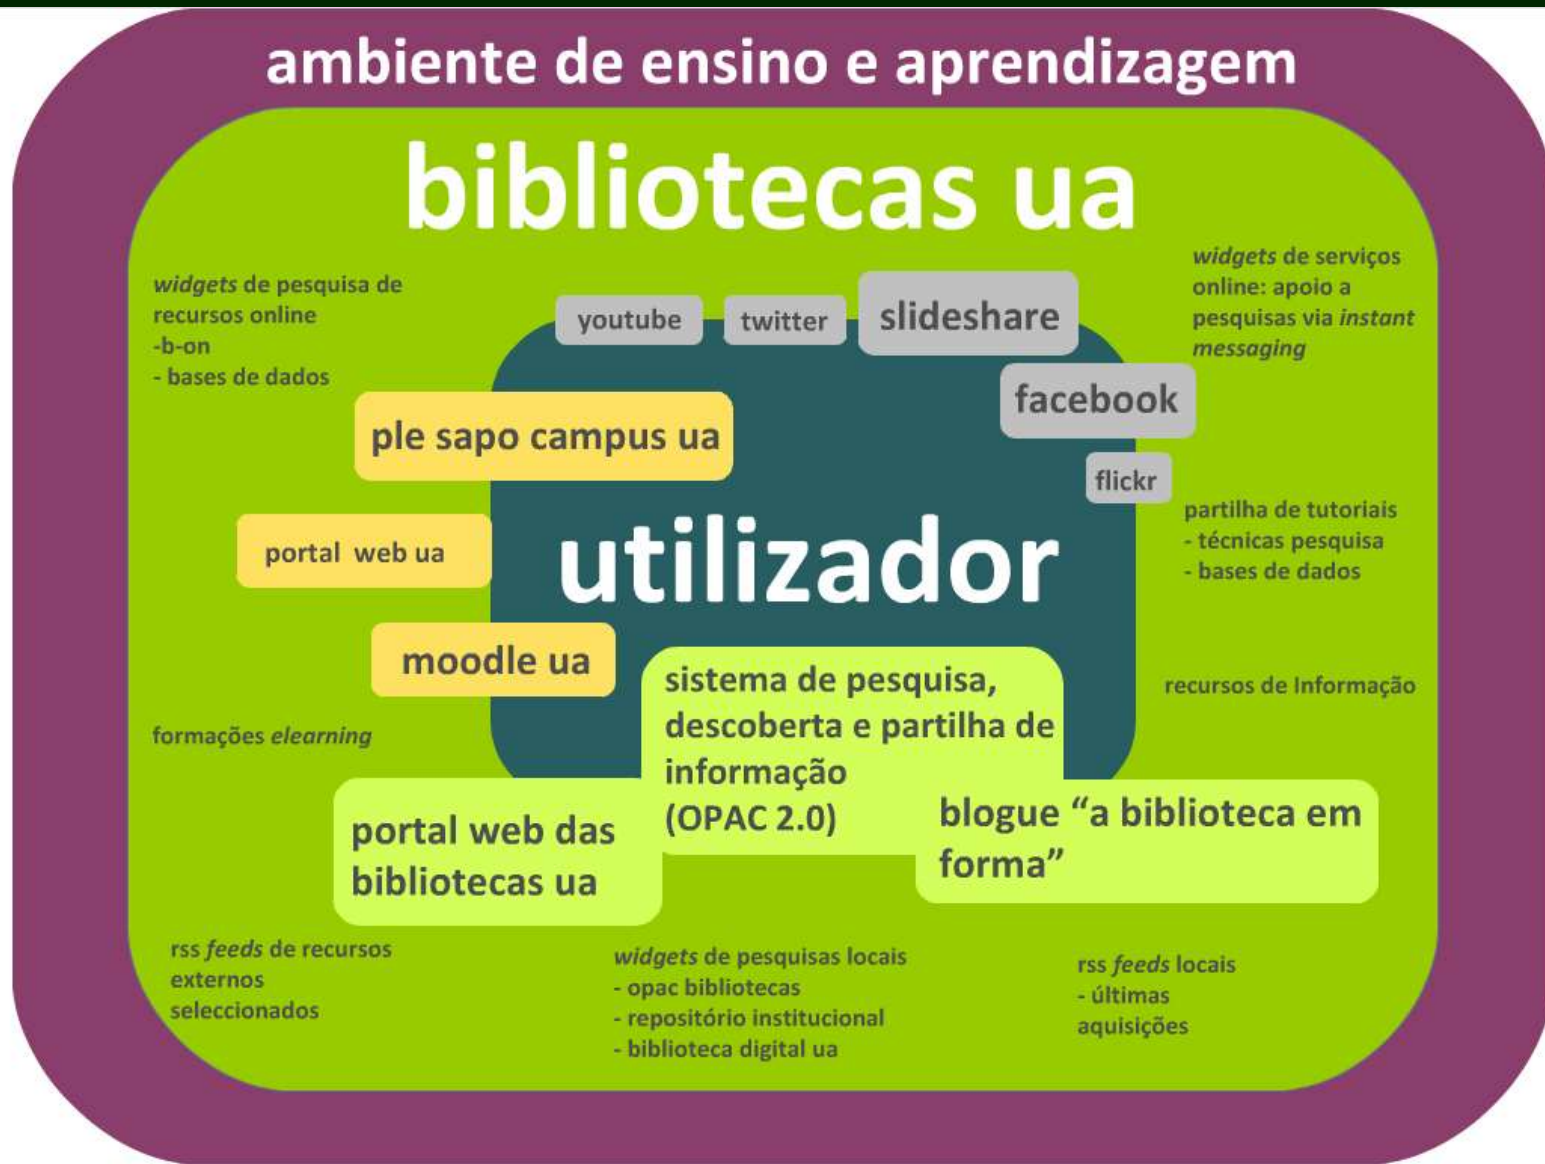 ambiente de ensino e aprendizagem
bibliotecas ua
widgets de pesquisa de
recursos online
-b-on
- bases de dados
youtube
twitter
slideshare
facebook
flickr
widgets de serviços
online: apoio a
pesquisas via instant
messaging
ple sapo campus ua
portal web ua
moodle ua
utilizador
partilha de tutoriais
- técnicas pesquisa
- bases de dados
recursos de Informação
formações elearning
sistema de pesquisa,
descoberta e partilha de
informação
(OPAC 2.0)
portal web das
bibliotecas ua
blogue “a biblioteca em
forma”
rss feeds de recursos
externos
seleccionados
widgets de pesquisas locais
- opac bibliotecas
- repositório institucional
- biblioteca digital ua
rss feeds locais
- últimas
aquisições